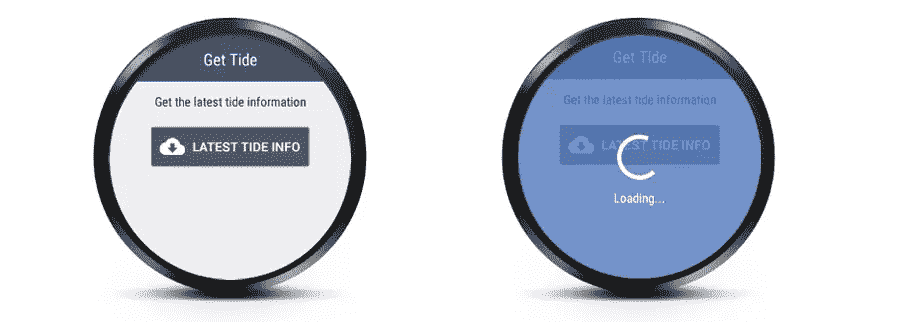 Get Tide
Get the latest tide information
LATEST TIDE INFO
Get Tide
Get the latest tide information
LATEST TIDE INFO
Loading...